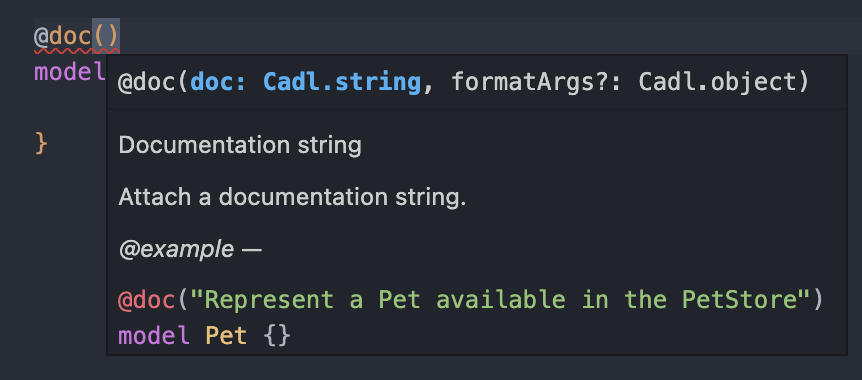 @doc()
model
@doc(doc: Cadl.string, formatArgs?: Cadl.object)
}
Documentation string
Attach a documentation string.
@example —
@doc("Represent a Pet available in the PetStore")
model Pet {}